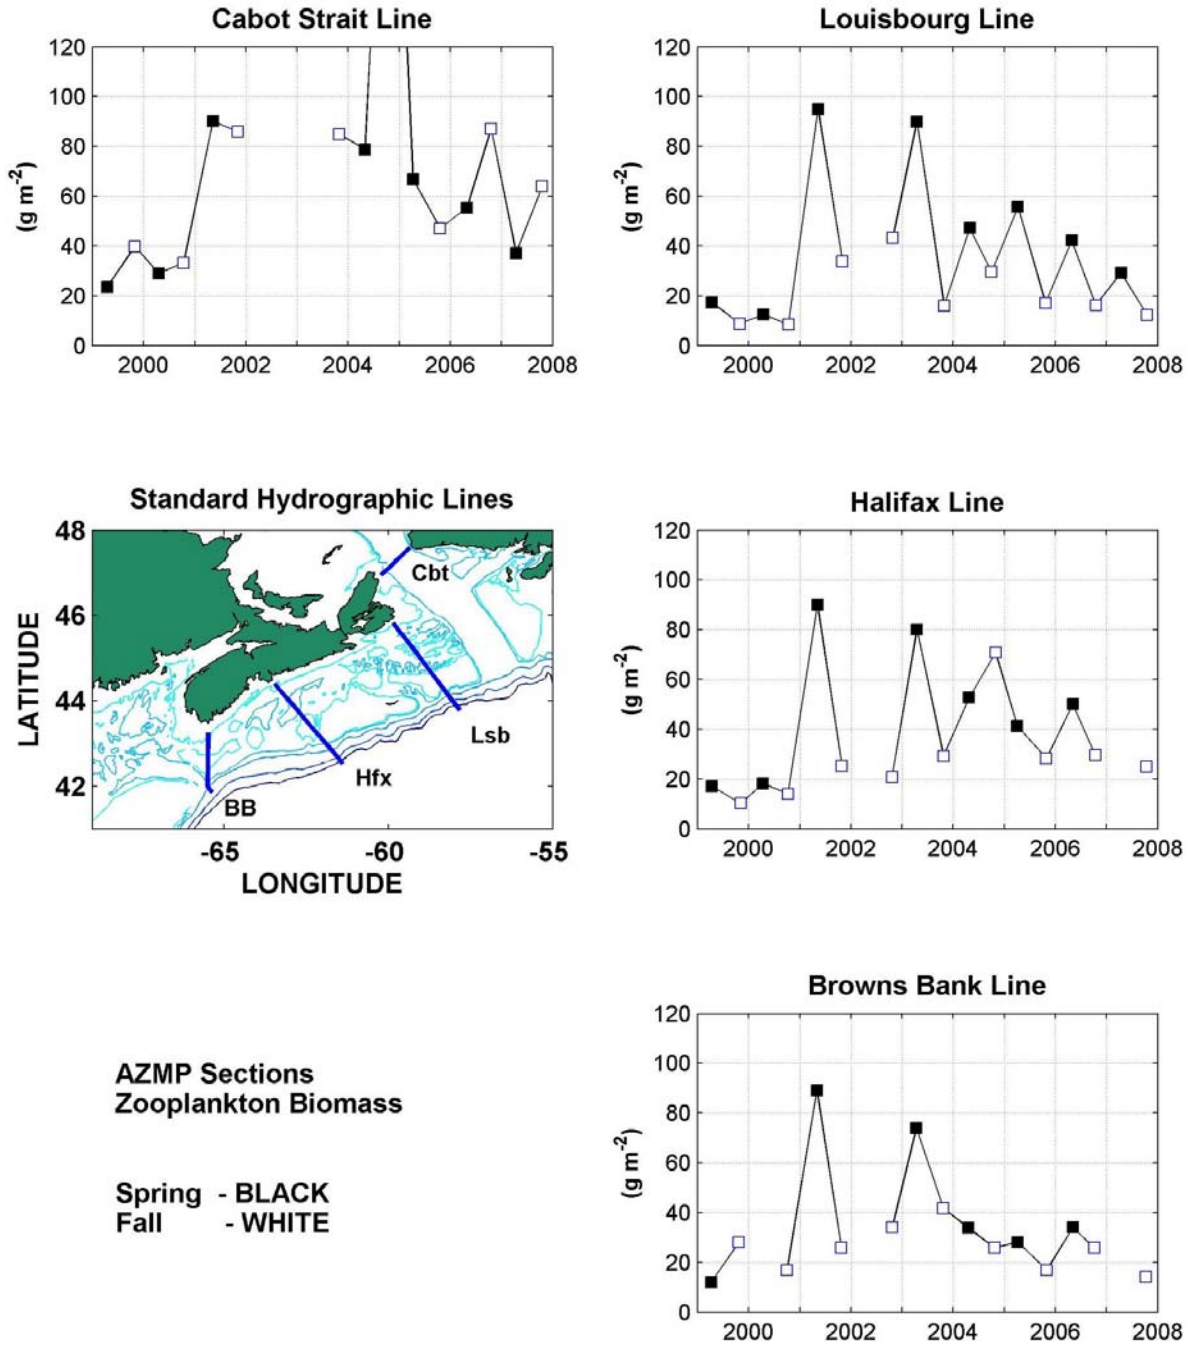 Cabot Strait Line
120
100
80
60
40
20
0
(g m-2)
2000 2002 2004 2006 2008
Louisbourg Line
120
100
80
60
40
20
0
(g m-2)
2000 2002 2004 2006 2008
Standard Hydrographic Lines
48
46
44
42
LATITUDE
Cbt
Lsb
Hfx
BB
-65 -60 -55
LONGITUDE
Halifax Line
120
100
80
60
40
20
0
(g m-2)
2000 2002 2004 2006 2008
AZMP Sections
Zooplankton Biomass
Spring - BLACK
Fall - WHITE
Browns Bank Line
120
100
80
60
40
20
0
(g m-2)
2000 2002 2004 2006 2008